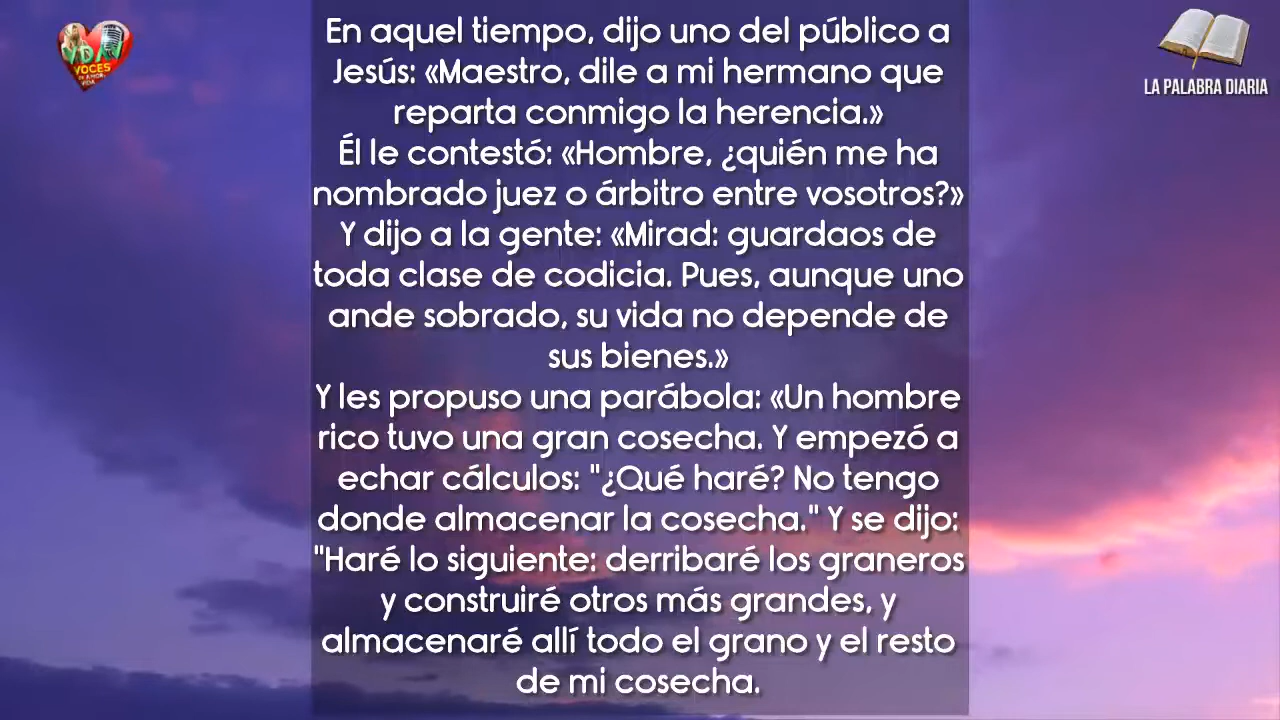 VDA
VOCES
DE AMOR,
VIDA
LA PALABRA DIARIA
En aquel tiempo, dijo uno del público a
Jesús: «Maestro, dile a mi hermano que
reparta conmigo la herencia.»
Él le contestó: «Hombre, ¿quién me ha
nombrado juez o árbitro entre vosotros?»
Y dijo a la gente: «Mirad: guardaos de
toda clase de codicia. Pues, aunque uno
ande sobrado, su vida no depende de
sus bienes.»
Y les propuso una parábola: «Un hombre
rico tuvo una gran cosecha. Y empezó a
echar cálculos: "¿Qué haré? No tengo
donde almacenar la cosecha." Y se dijo:
"Haré lo siguiente: derribaré los graneros
y construiré otros más grandes, y
almacenaré allí todo el grano y el resto
de mi cosecha.